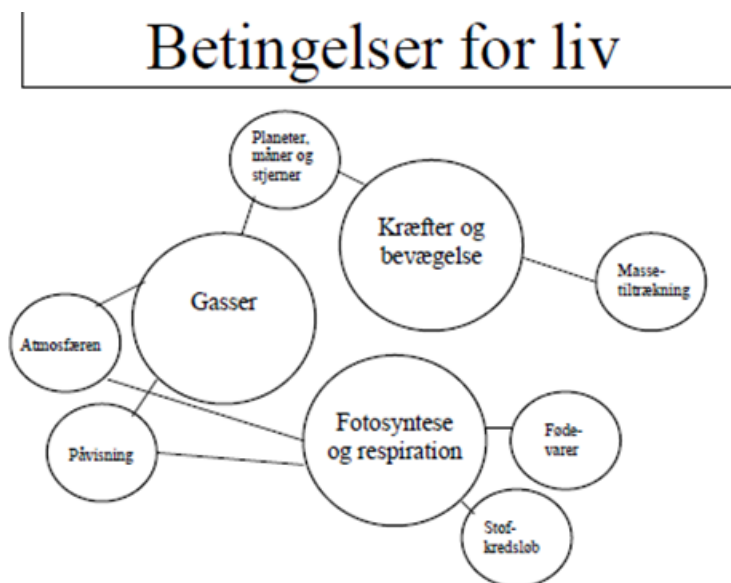 Betingelser for liv
Planeter,
måner og
stjerner
Kræfter og
bevægelse
Masse-
tiltrækning
Gasser
Atmosfæren
Fotosyntese
og respiration
Føde-
varer
Påvisning
Stof-
kredsløb